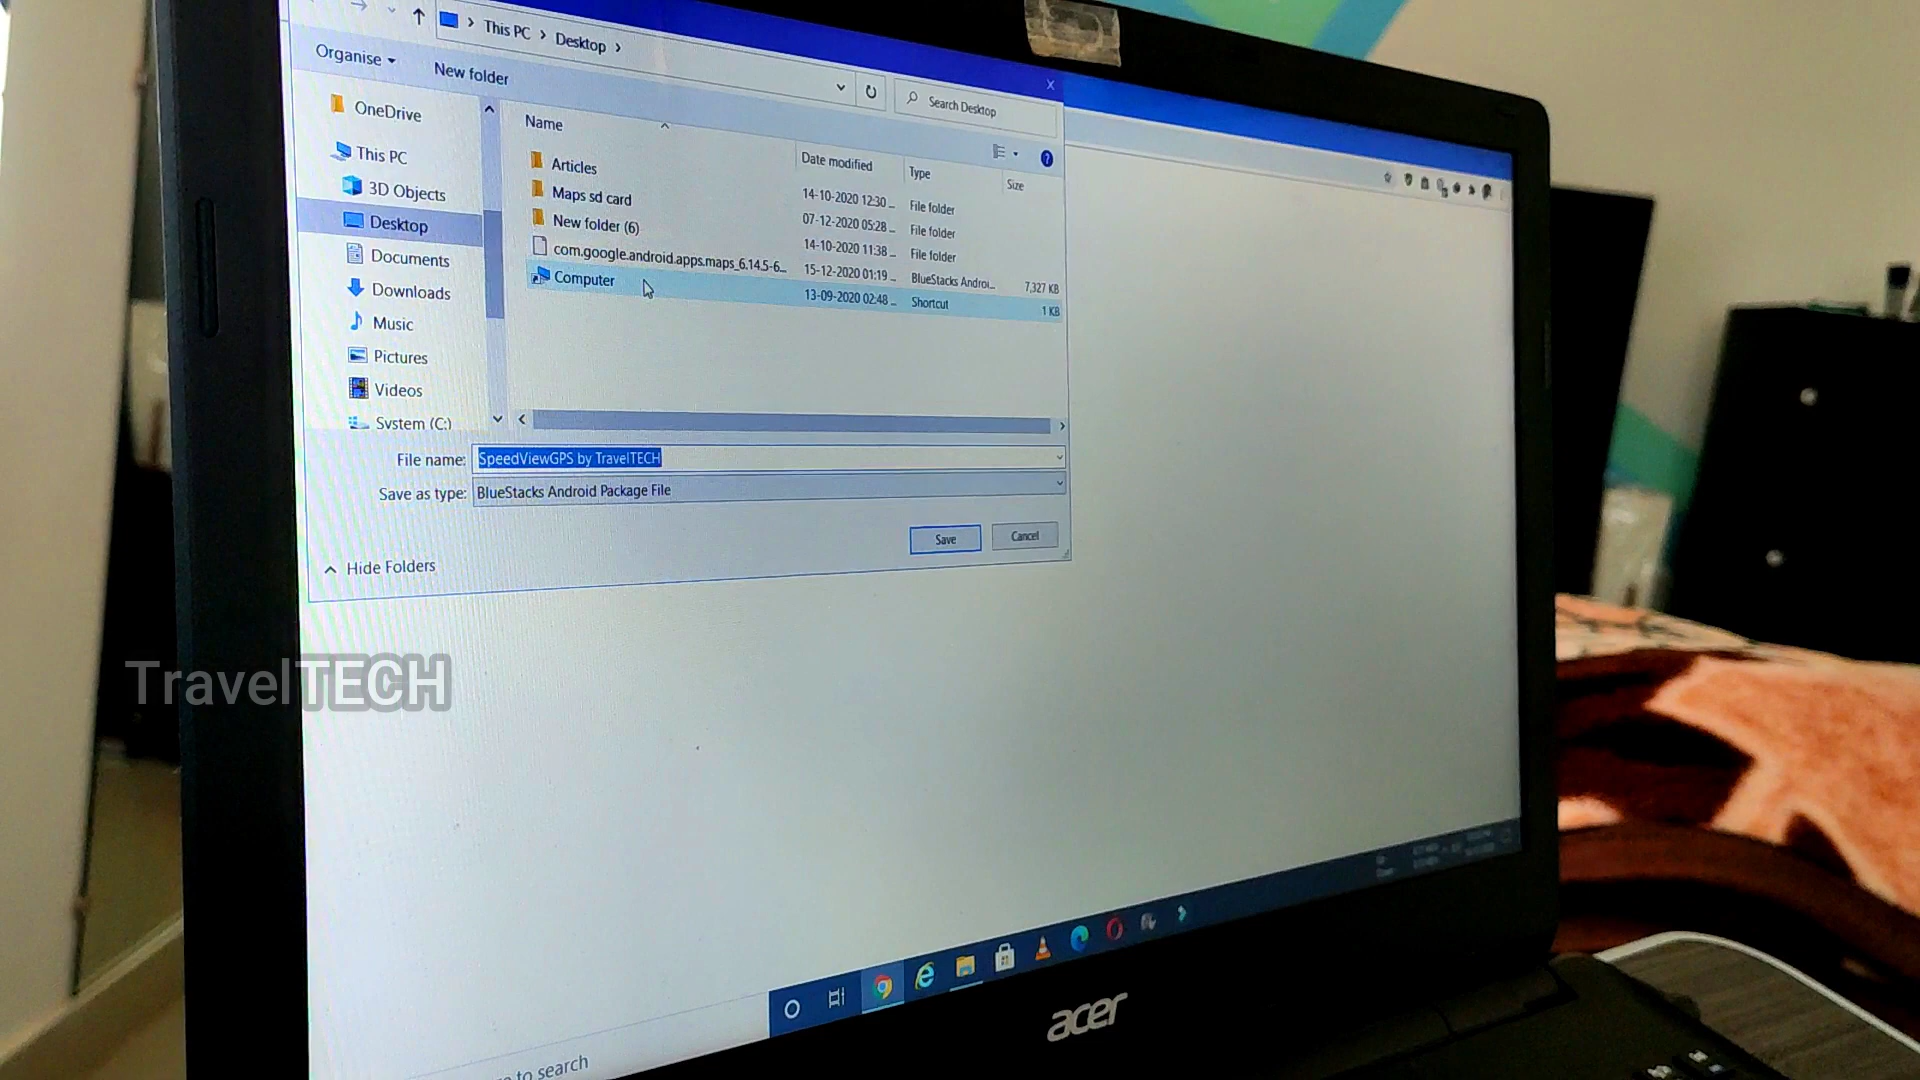 This PC > Desktop >
Organise
New folder
Search Desktop
Name
Date modified
Type
Size
OneDrive
This PC
3D Objects
Desktop
Documents
Downloads
Music
Pictures
Videos
System (C:)
Articles
14-10-2020 12:30 ...
File folder
Maps sd card
07-12-2020 05:28 ...
File folder
New folder (6)
14-10-2020 11:38 ...
File folder
com.google.android.apps.maps_6.14.5-6...
15-12-2020 01:19 ...
BlueStacks Androi...
7,327 KB
Computer
13-09-2020 02:48 ...
Shortcut
1 KB
File name: SpeedViewGPS by TravelTECH
Save as type: BlueStacks Android Package File
Save
Cancel
Hide Folders
TravelTECH
to search
acer